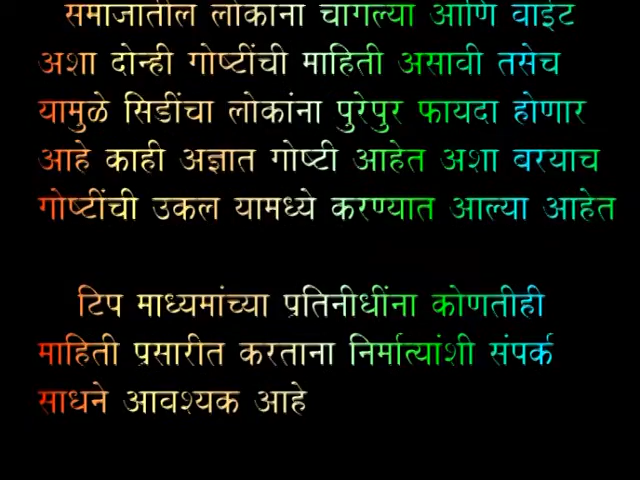 समाजातील लोकांना चागल्या आणि वाईट
अशा दोन्ही गोष्टींची माहिती असावी तसेच
यामुळे सिडींचा लोकांना पुरेपुर फायदा होणार
आहे काही अज्ञात गोष्टी आहेत अशा बरयाच
गोष्टींची उकल यामध्ये करण्यात आल्या आहेत
टिप माध्यमांच्या प्रतिनीधींना कोणतीही
माहिती प्रसारीत करताना निर्मात्यांशी संपर्क
साधने आवश्यक आहे